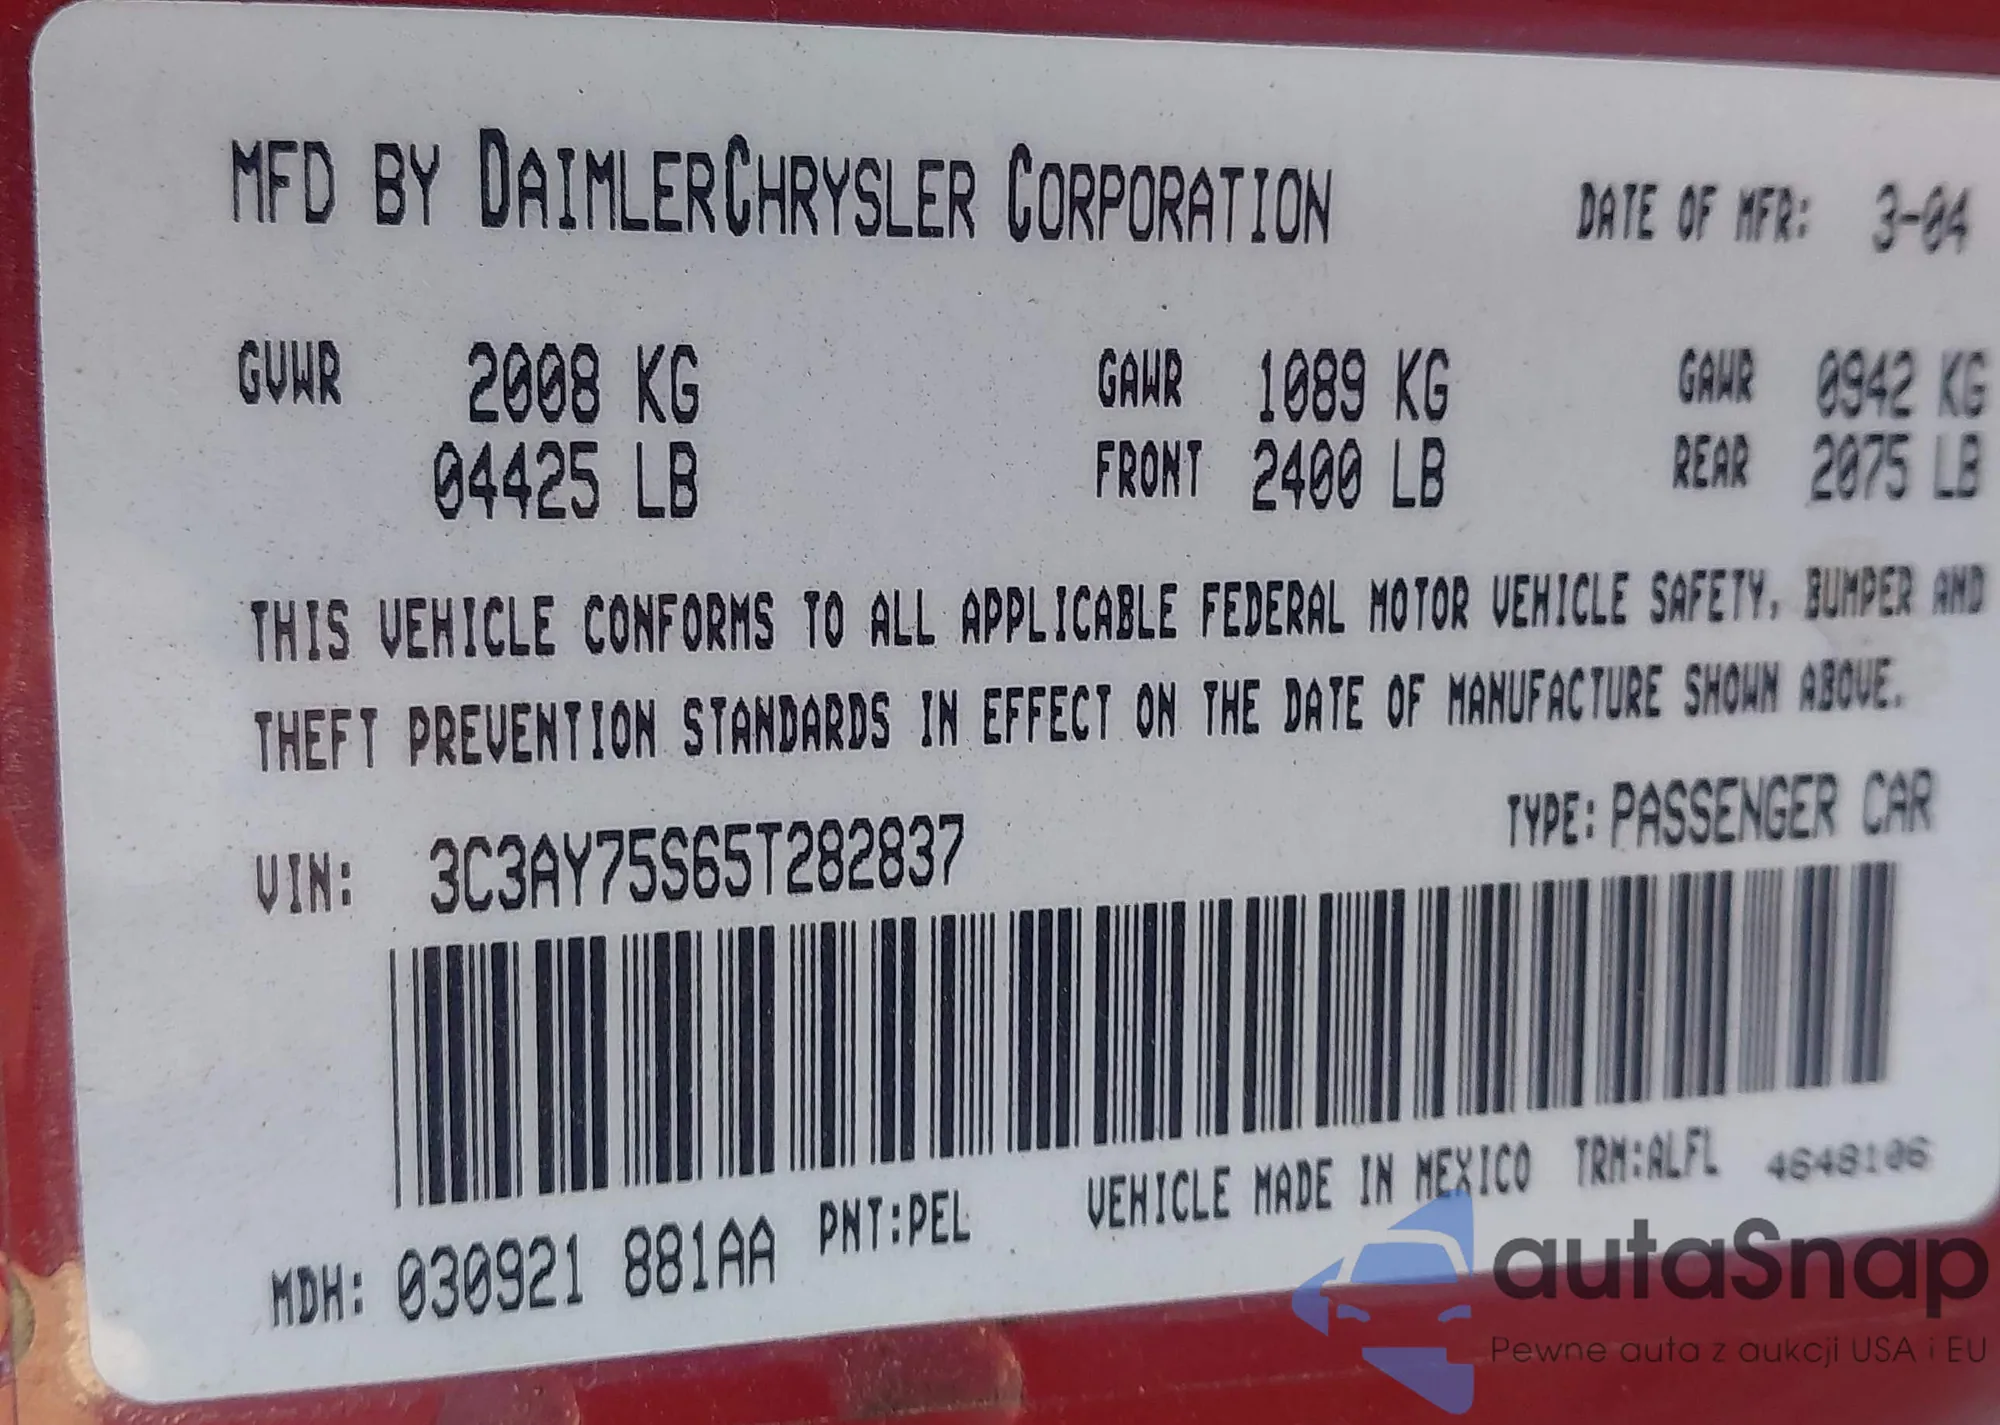 MFD BY DAIMLERCHRYSLER CORPORATION DATE OF MFR: 3-04
GVWR 2008 KG GAWR 1089 KG GAWR 0942 KG
04425 LB FRONT 2400 LB REAR 2075 LB
THIS VEHICLE CONFORMS TO ALL APPLICABLE FEDERAL MOTOR VEHICLE SAFETY, BUMPER AND
THEFT PREVENTION STANDARDS IN EFFECT ON THE DATE OF MANUFACTURE SHOWN ABOVE.
VIN: 3C3AY75S65T282837 TYPE: PASSENGER CAR
MDH: 030921 881AA PNT:PEL VEHICLE MADE IN MEXICO TRM:ALFL 4648106
autaSnap
Pewne auta z aukcji USA i EU